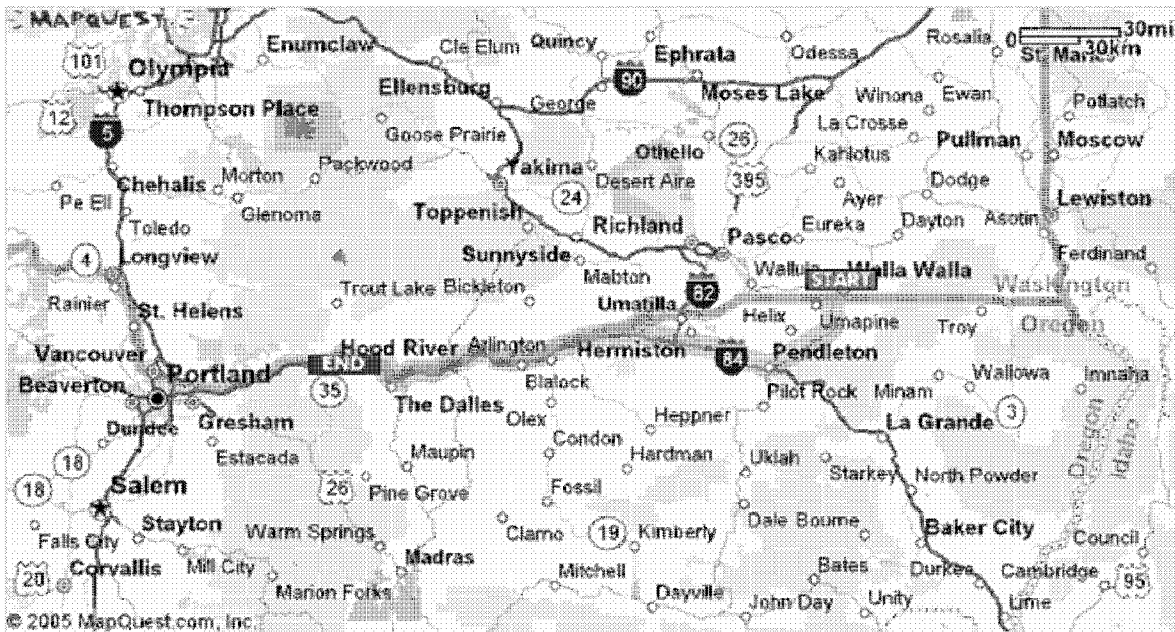 MAPQUEST
30mi
0
30km
Enumclaw
Cle Elum
Quincy
Ephrata
Odessa
Rosalia
St. Maries
101
Olympia
Ellensburg
George
90
Moses Lake
Winona
Ewan
Potlatch
12
Thompson Place
5
Goose Prairie
La Crosse
Pullman
Moscow
Othello
26
Packwood
Yakima
Desert Aire
Kahlotus
395
Chehalis
Morton
Pe Ell
Glenoma
24
Ayer
Dodge
Lewiston
Toledo
Toppenish
Richland
Eureka
Dayton
Asotin
4
Longview
Sunnyside
Pasco
Mabton
Wallula
Walla Walla
START
Ferdinand
Rainier
St. Helens
Trout Lake
Bickleton
Umatilla
82
Washington
Helix
Umapine
Troy
Oregon
Vancouver
Hood River
Arlington
Hermiston
84
Pendleton
Portland
END
Beaverton
35
Blalock
Pilot Rock
Minam
Wallowa
Imnaha
The Dalles
Dundee
Gresham
Olex
Heppner
La Grande
3
Oregon
Idaho
18
Estacada
Maupin
Condon
Hardman
Ukiah
Starkey
North Powder
18
Salem
26
Pine Grove
Fossil
Stayton
Warm Springs
Clarno
19
Kimberly
Dale
Bourne
Baker City
Falls City
Council
20
Corvallis
Mill City
Madras
Marion Forks
Mitchell
Bates
Durkee
Cambridge
95
Dayville
John Day
Unity
Lime
© 2005 MapQuest.com, Inc.